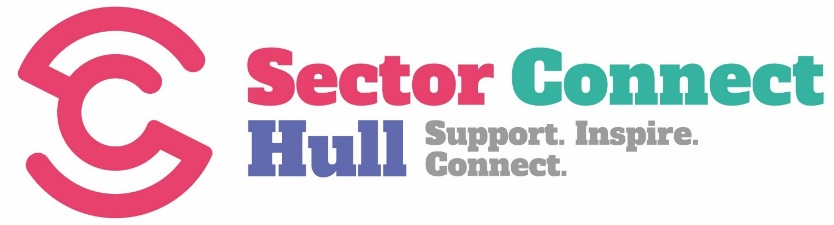 Sector Connect
Hull
Support. Inspire.
Connect.